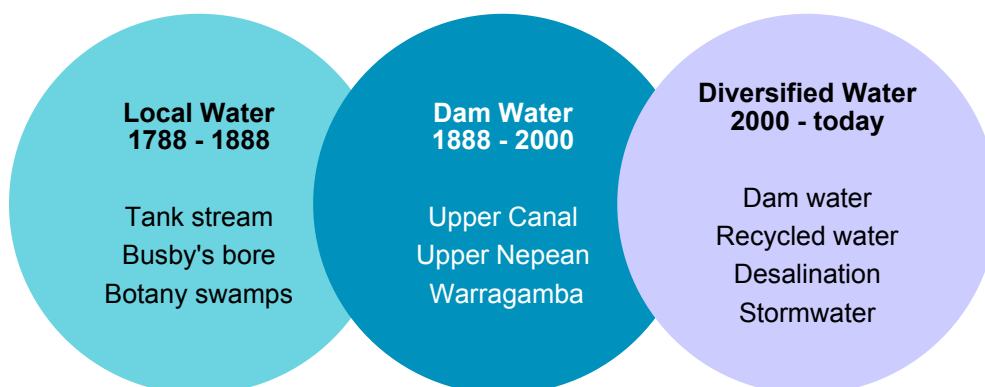 Local Water
1788 - 1888
Tank stream
Busby's bore
Botany swamps
Dam Water
1888 - 2000
Upper Canal
Upper Nepean
Warragamba
Diversified Water
2000 - today
Dam water
Recycled water
Desalination
Stormwater